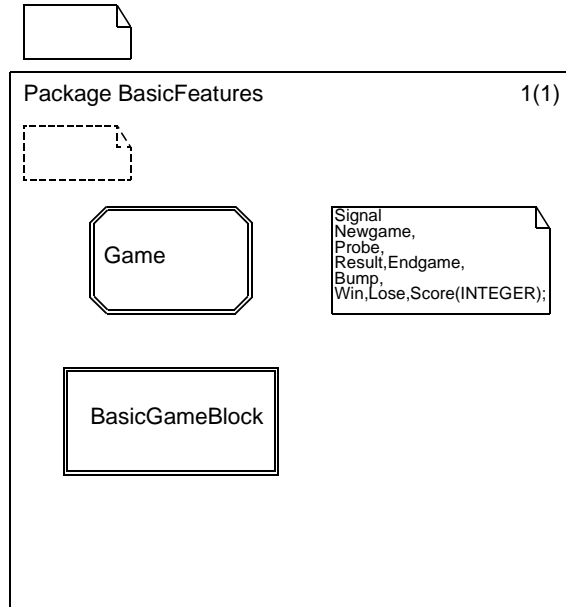 Package BasicFeatures 1(1)
Game
Signal
Newgame,
Probe,
Result,Endgame,
Bump,
Win,Lose,Score(INTEGER);
BasicGameBlock